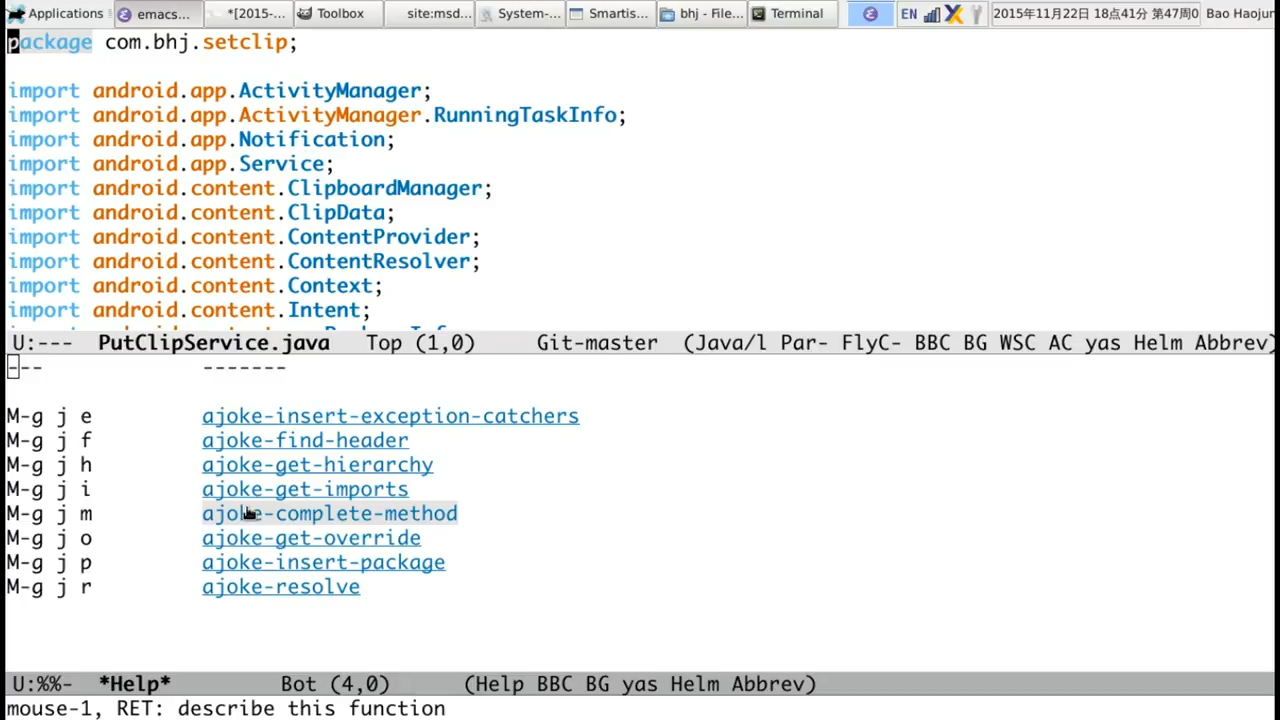 Applications emacs... *[2015-... Toolbox site:msd... System-... Smartis... bhj - File... Terminal EN 2015年11月22日 18点41分 第47周0 Bao Haojun
package com.bhj.setclip;
import android.app.ActivityManager;
import android.app.ActivityManager.RunningTaskInfo;
import android.app.Notification;
import android.app.Service;
import android.content.ClipboardManager;
import android.content.ClipData;
import android.content.ContentProvider;
import android.content.ContentResolver;
import android.content.Context;
import android.content.Intent;
U:--- PutClipService.java Top (1,0) Git-master (Java/l Par- FlyC- BBC BG WSC AC yas Helm Abbrev)
--- -------
M-g j e ajoke-insert-exception-catchers
M-g j f ajoke-find-header
M-g j h ajoke-get-hierarchy
M-g j i ajoke-get-imports
M-g j m ajoke-complete-method
M-g j o ajoke-get-override
M-g j p ajoke-insert-package
M-g j r ajoke-resolve
U:%%- *Help* Bot (4,0) (Help BBC BG yas Helm Abbrev)
mouse-1, RET: describe this function